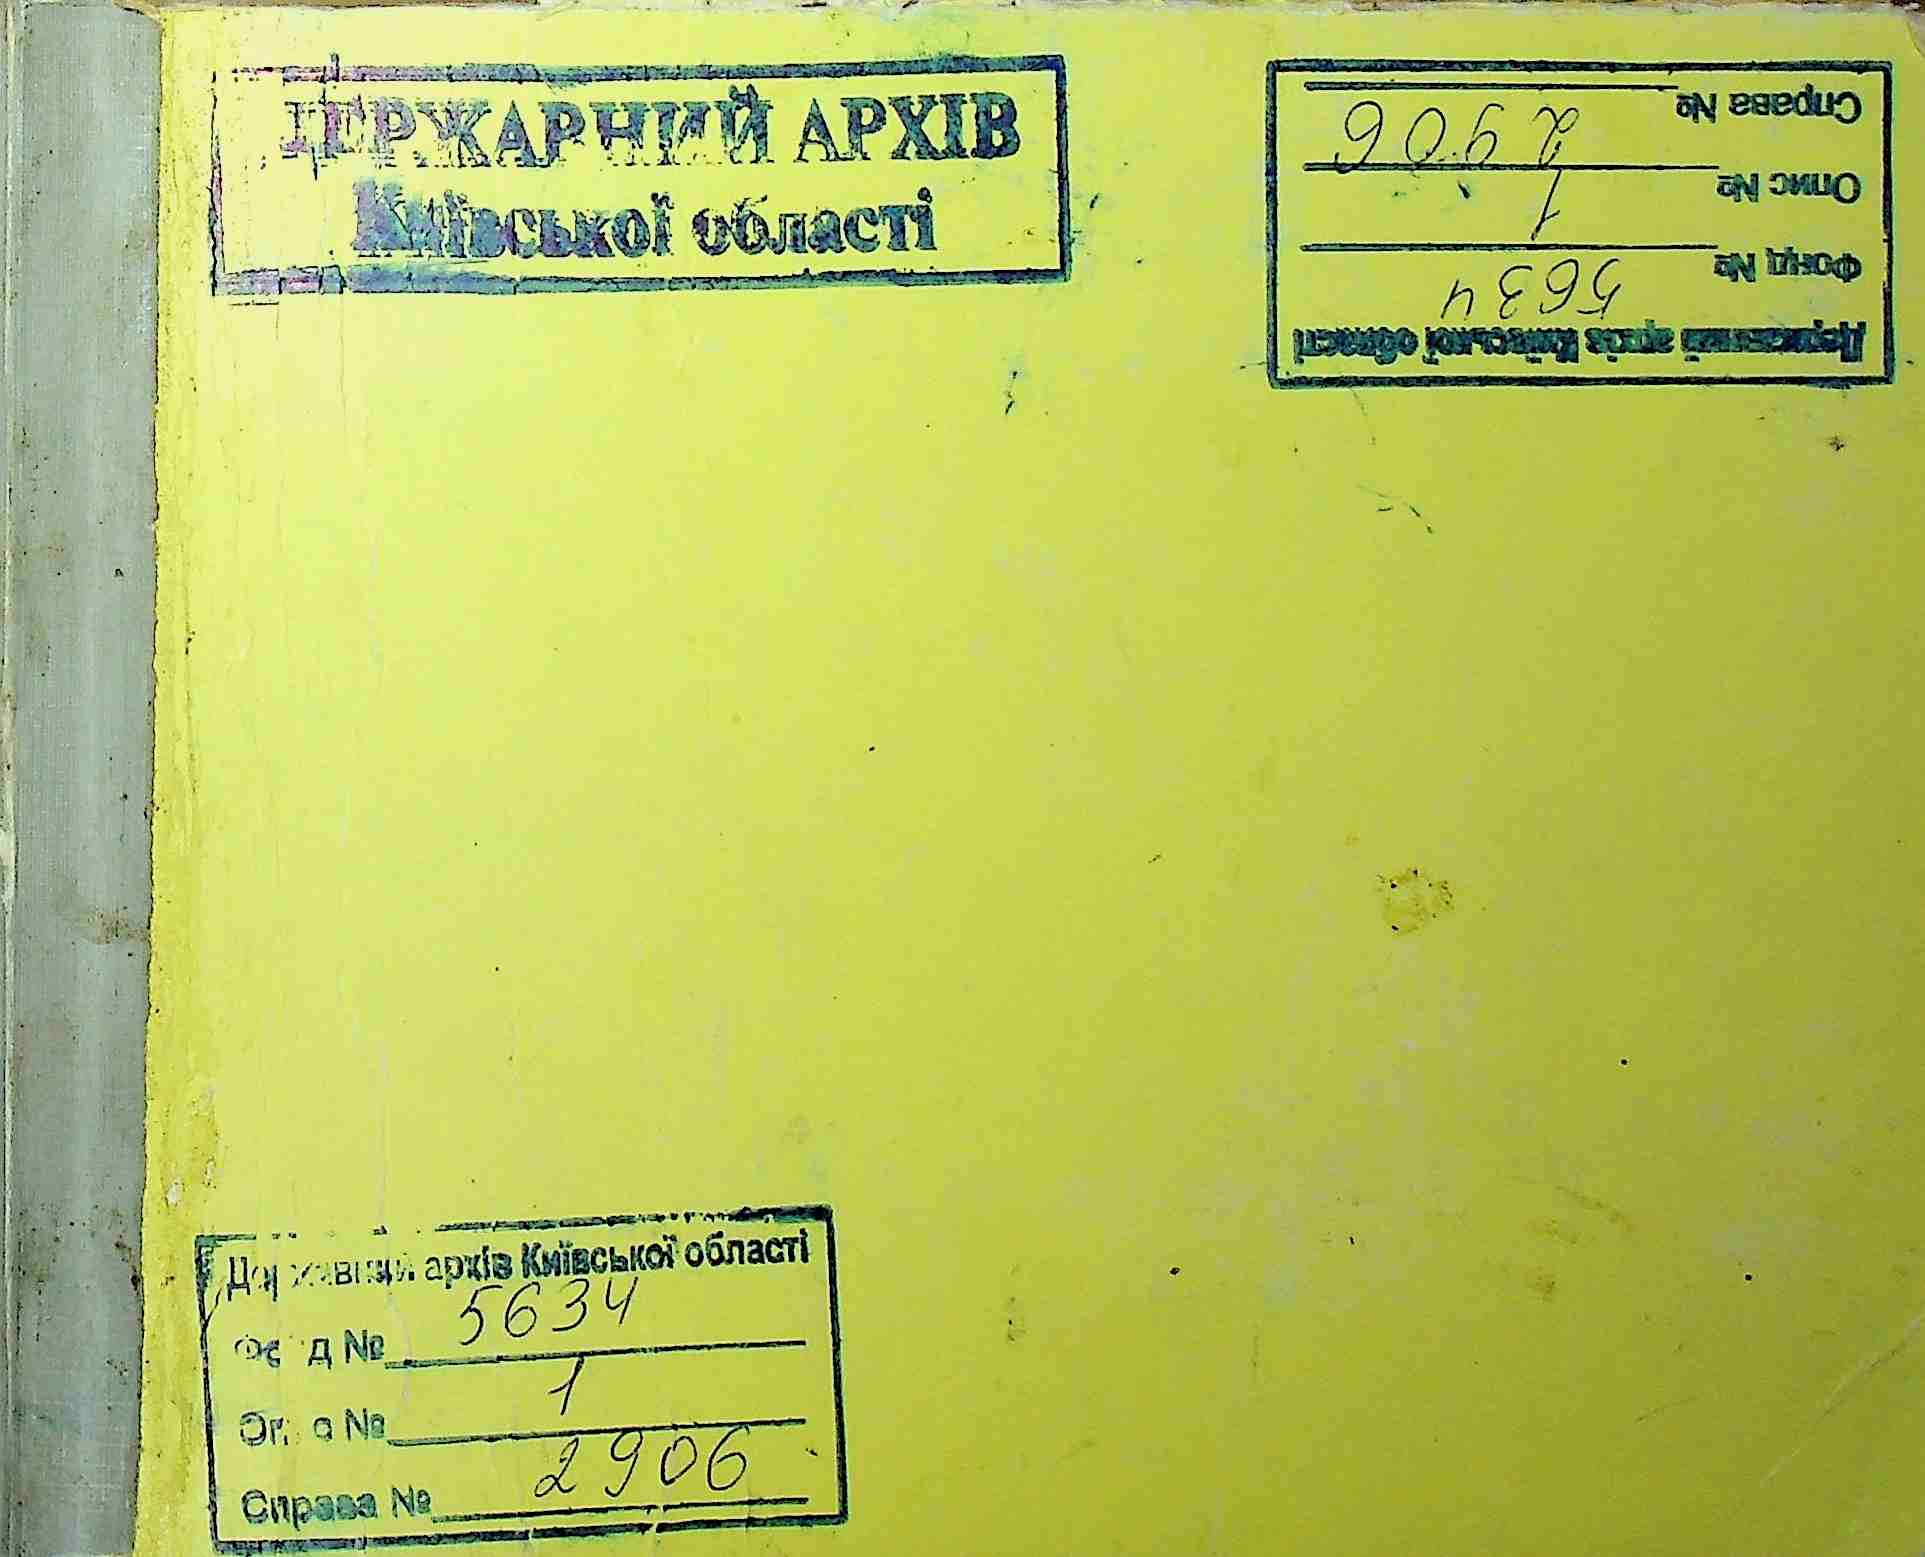 ДЕРЖАВНИЙ АРХІВ
Київської області
Державний архів Київської області
Фонд № 5634
Опис № 1
Справа № 2906
Державний архів Київської області
Фонд № 5634
Опис № 1
Справа № 2906